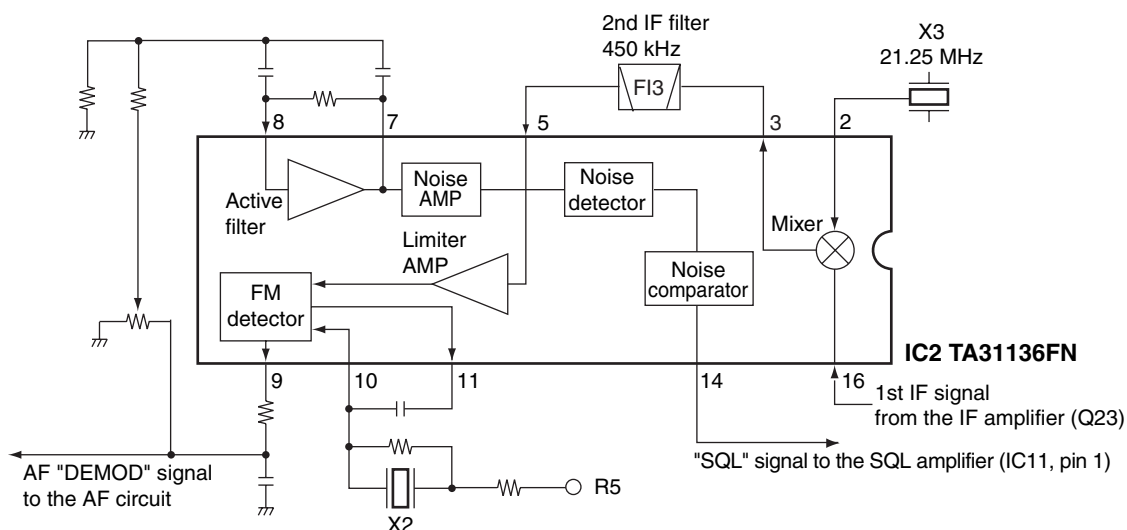 2nd IF filter
450 kHz
FI3
X3
21.25 MHz
8
7
5
3
2
Active
filter
Noise
AMP
Noise
detector
Mixer
Limiter
AMP
FM
detector
Noise
comparator
IC2 TA31136FN
9
10
11
14
16
1st IF signal
from the IF amplifier (Q23)
"SQL" signal to the SQL amplifier (IC11, pin 1)
AF "DEMOD" signal
to the AF circuit
R5
X2